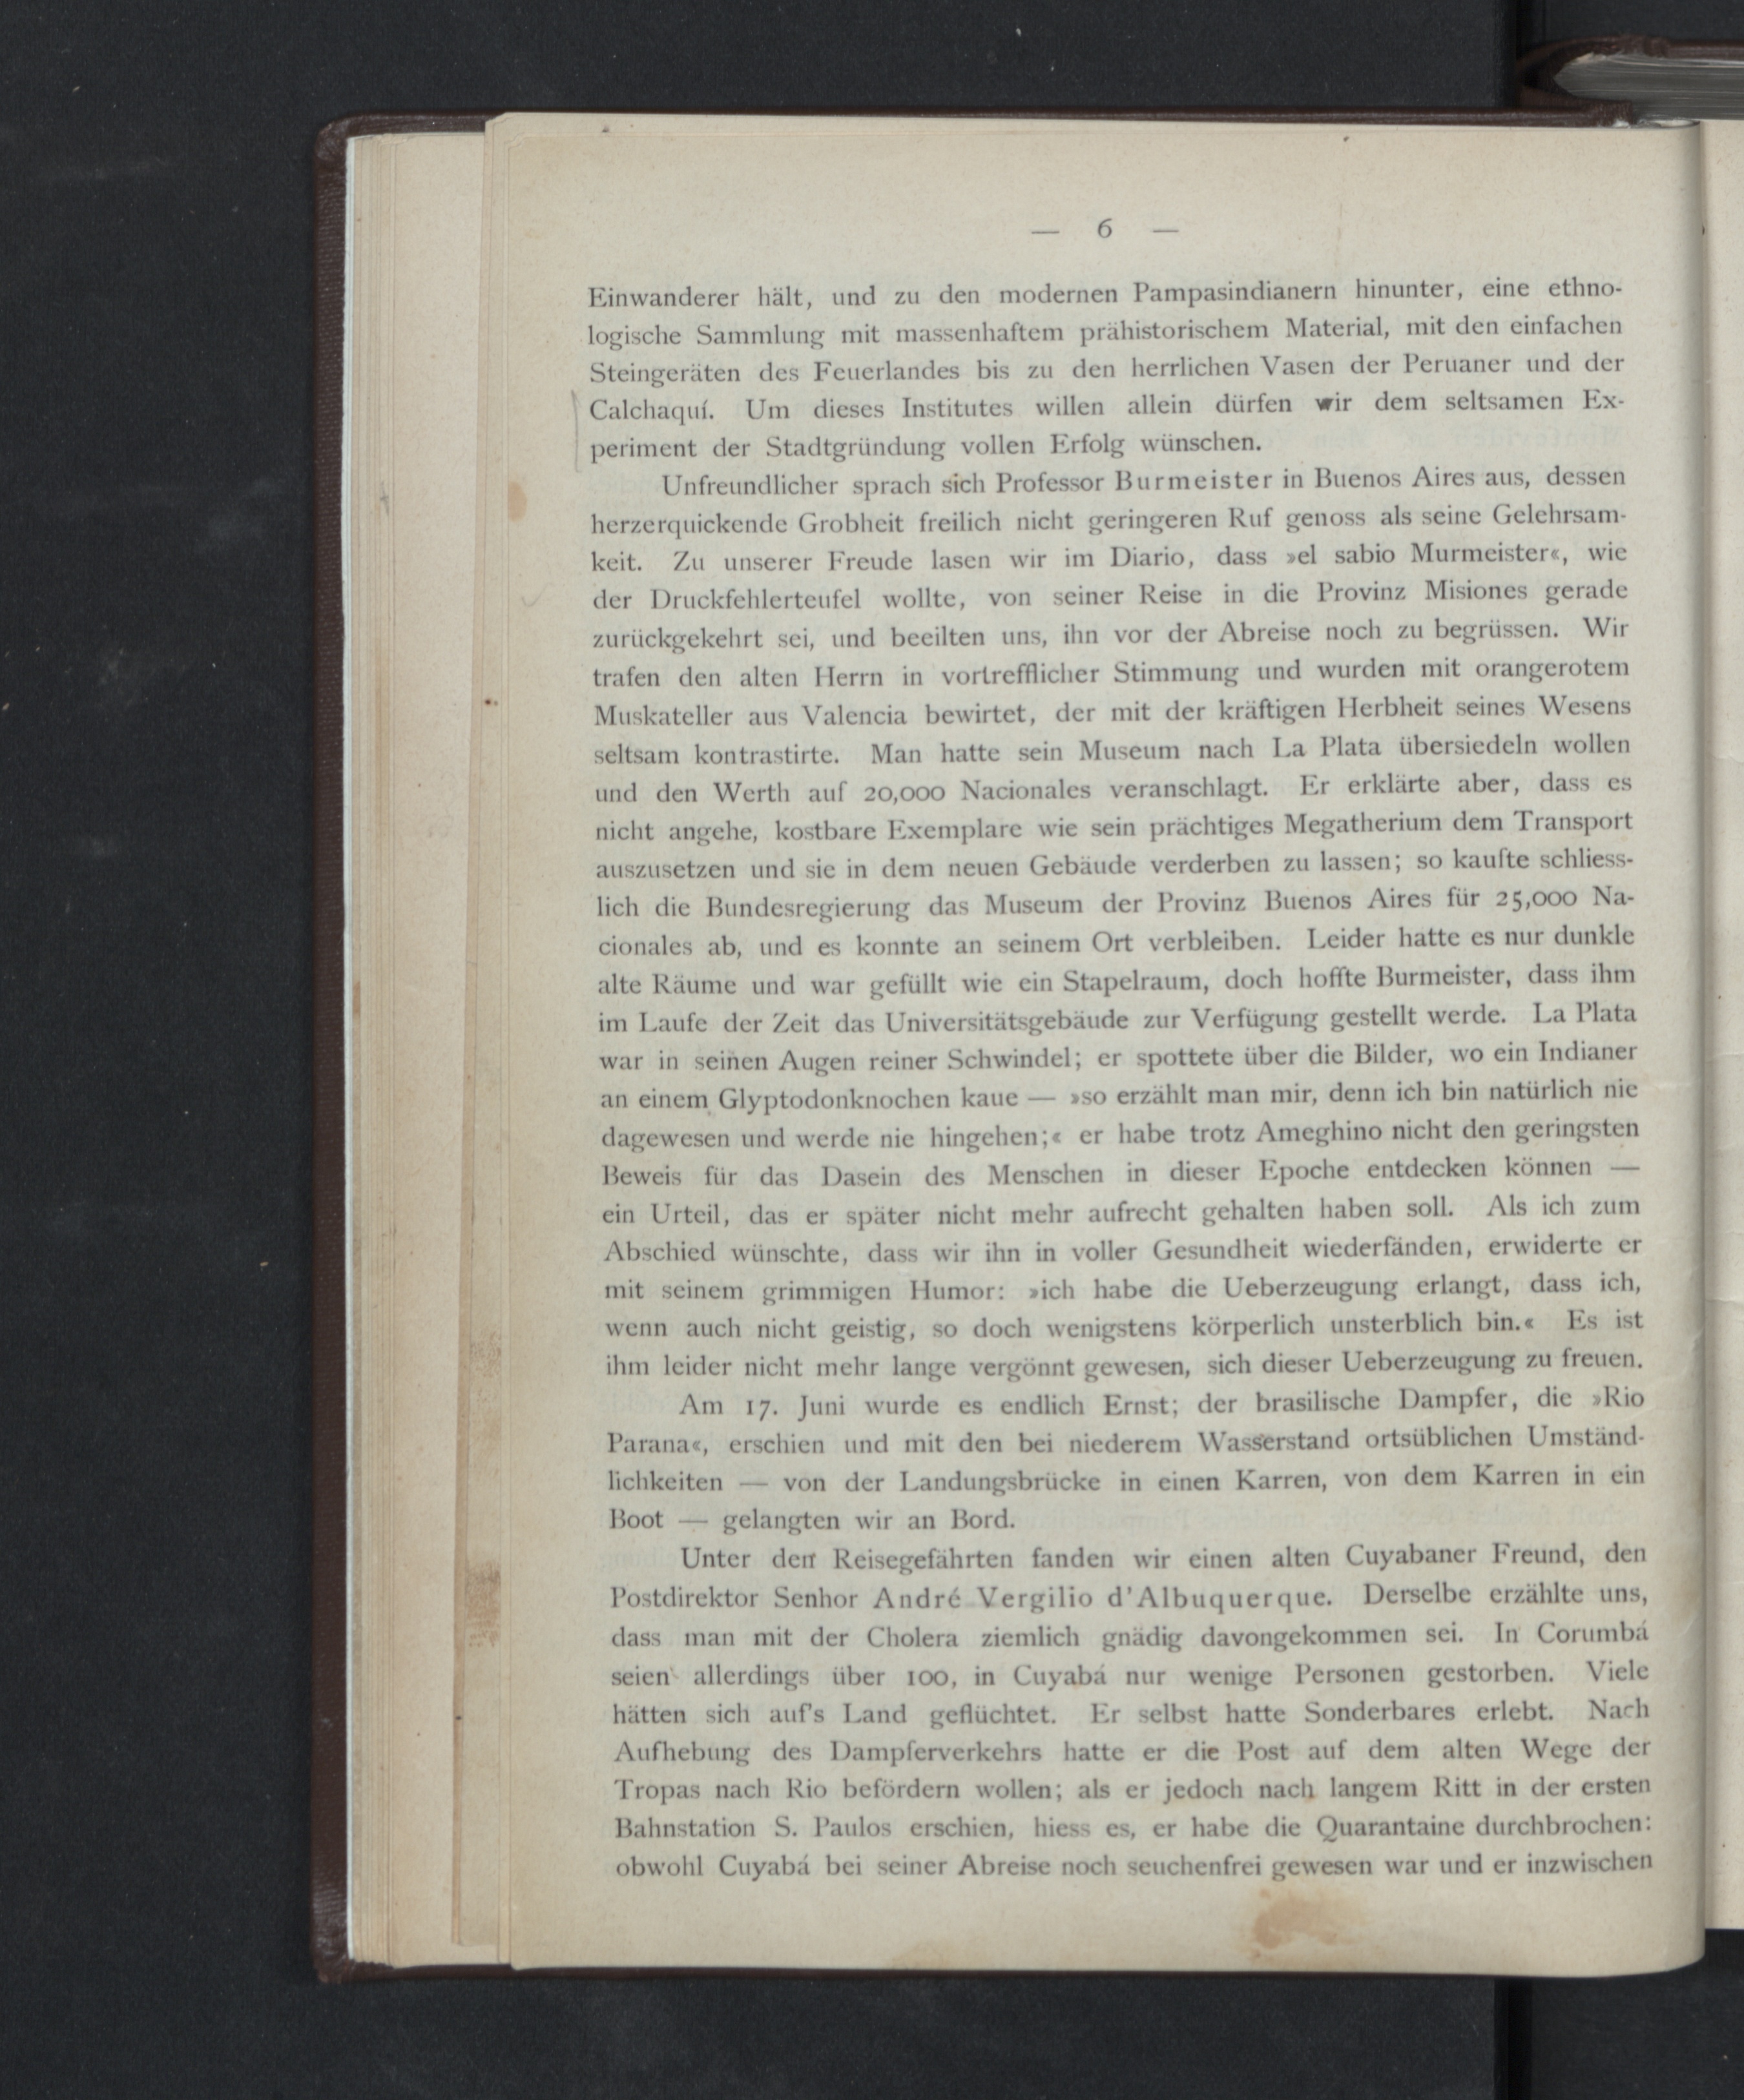 — 6 —
Einwanderer hält, und zu den modernen Pampasindianern hinunter, eine ethno-
logische Sammlung mit massenhaftem prähistorischem Material, mit den einfachen
Steingeräten des Feuerlandes bis zu den herrlichen Vasen der Peruaner und der
Calchaquí. Um dieses Institutes willen allein dürfen wir dem seltsamen Ex-
periment der Stadtgründung vollen Erfolg wünschen.
Unfreundlicher sprach sich Professor Burmeister in Buenos Aires aus, dessen
herzerquickende Grobheit freilich nicht geringeren Ruf genoss als seine Gelehrsam-
keit. Zu unserer Freude lasen wir im Diario, dass »el sabio Murmeister«, wie
der Druckfehlerteufel wollte, von seiner Reise in die Provinz Misiones gerade
zurückgekehrt sei, und beeilten uns, ihn vor der Abreise noch zu begrüssen. Wir
trafen den alten Herrn in vortrefflicher Stimmung und wurden mit orangerotem
Muskateller aus Valencia bewirtet, der mit der kräftigen Herbheit seines Wesens
seltsam kontrastirte. Man hatte sein Museum nach La Plata übersiedeln wollen
und den Werth auf 20,000 Nacionales veranschlagt. Er erklärte aber, dass es
nicht angehe, kostbare Exemplare wie sein prächtiges Megatherium dem Transport
auszusetzen und sie in dem neuen Gebäude verderben zu lassen; so kaufte schliess-
lich die Bundesregierung das Museum der Provinz Buenos Aires für 25,000 Na-
cionales ab, und es konnte an seinem Ort verbleiben. Leider hatte es nur dunkle
alte Räume und war gefüllt wie ein Stapelraum, doch hoffte Burmeister, dass ihm
im Laufe der Zeit das Universitätsgebäude zur Verfügung gestellt werde. La Plata
war in seinen Augen reiner Schwindel; er spottete über die Bilder, wo ein Indianer
an einem Glyptodonknochen kaue — »so erzählt man mir, denn ich bin natürlich nie
dagewesen und werde nie hingehen;« er habe trotz Ameghino nicht den geringsten
Beweis für das Dasein des Menschen in dieser Epoche entdecken können —
ein Urteil, das er später nicht mehr aufrecht gehalten haben soll. Als ich zum
Abschied wünschte, dass wir ihn in voller Gesundheit wiederfänden, erwiderte er
mit seinem grimmigen Humor: »ich habe die Ueberzeugung erlangt, dass ich,
wenn auch nicht geistig, so doch wenigstens körperlich unsterblich bin.« Es ist
ihm leider nicht mehr lange vergönnt gewesen, sich dieser Ueberzeugung zu freuen.
Am 17. Juni wurde es endlich Ernst; der brasilische Dampfer, die »Rio
Parana«, erschien und mit den bei niederem Wasserstand ortsüblichen Umständ-
lichkeiten — von der Landungsbrücke in einen Karren, von dem Karren in ein
Boot — gelangten wir an Bord.
Unter den Reisegefährten fanden wir einen alten Cuyabaner Freund, den
Postdirektor Senhor André Vergilio d'Albuquerque. Derselbe erzählte uns,
dass man mit der Cholera ziemlich gnädig davongekommen sei. In Corumbá
seien allerdings über 100, in Cuyabá nur wenige Personen gestorben. Viele
hätten sich auf's Land geflüchtet. Er selbst hatte Sonderbares erlebt. Nach
Aufhebung des Dampferverkehrs hatte er die Post auf dem alten Wege der
Tropas nach Rio befördern wollen; als er jedoch nach langem Ritt in der ersten
Bahnstation S. Paulos erschien, hiess es, er habe die Quarantaine durchbrochen:
obwohl Cuyabá bei seiner Abreise noch seuchenfrei gewesen war und er inzwischen